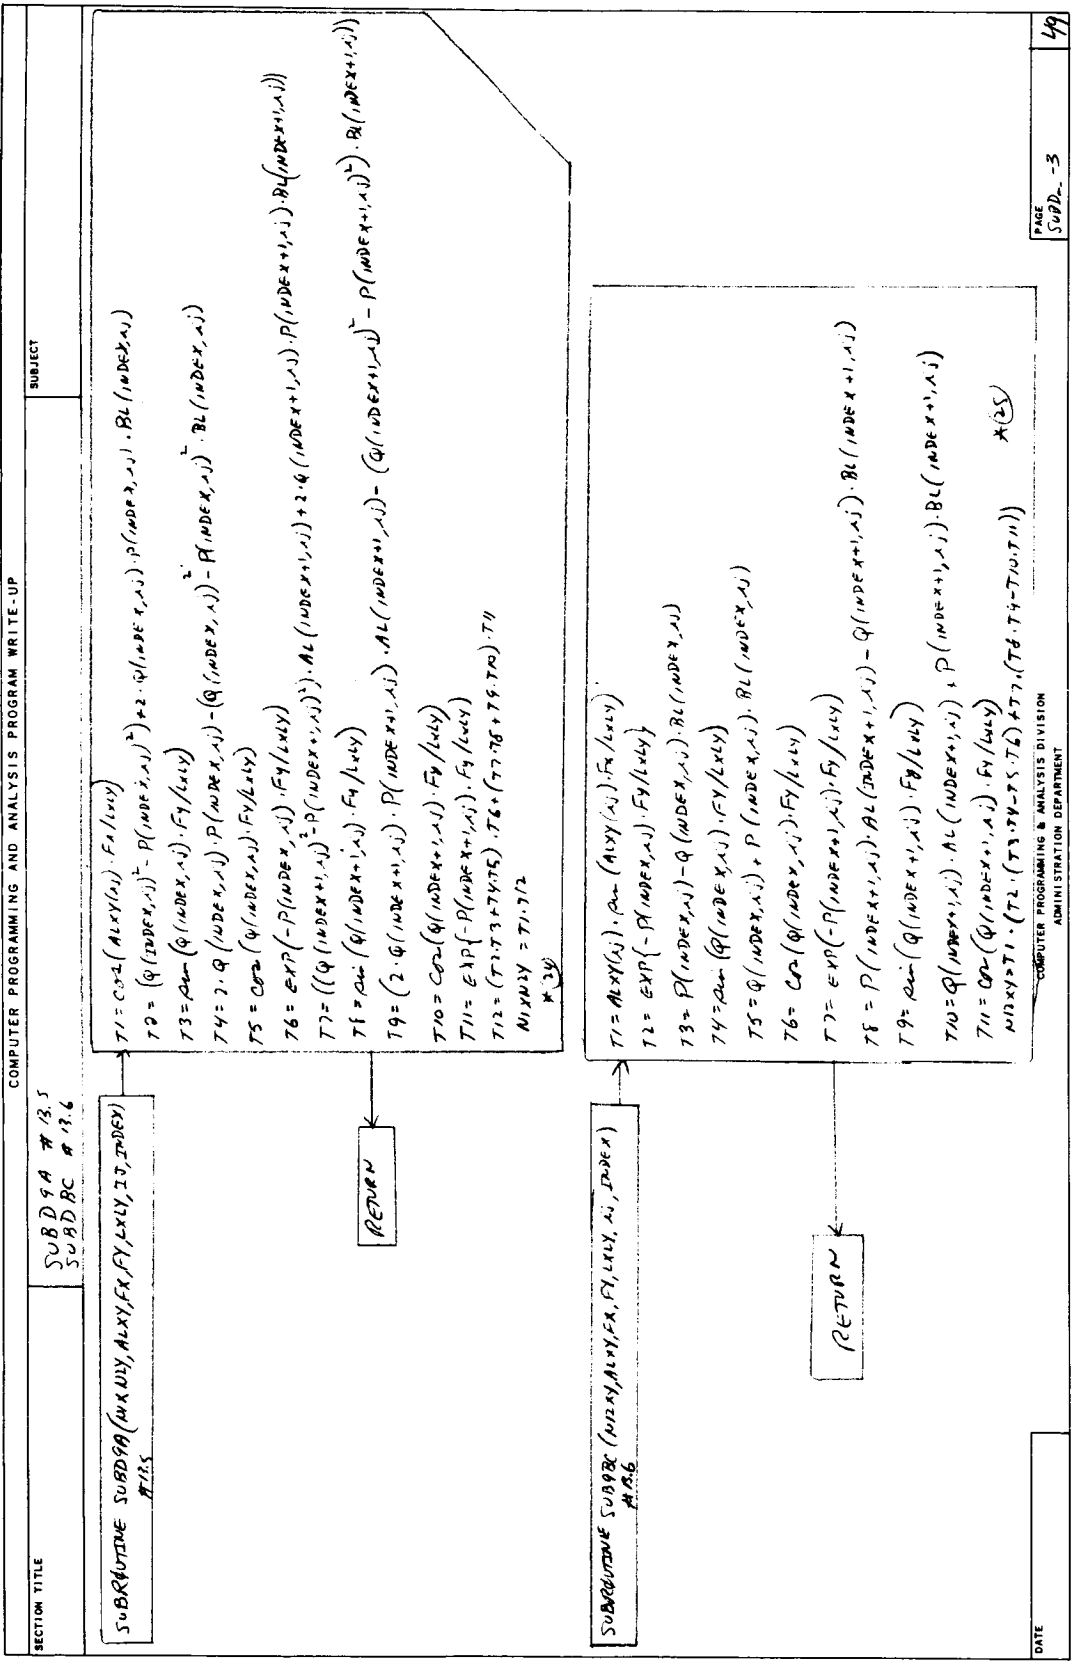 COMPUTER PROGRAMMING AND ANALYSIS PROGRAM WRITE-UP
SECTION TITLE
SUBD9A # 13.5
SUBDBC # 13.6
SUBJECT
SUBRØUTINE SUBD9A(NXNLY,ALXY,FX,FY,LXLY,IJ,INDEX)
#13.5
T1=COS(ALXY(ij)·FX/LXLY)
T2=(Q(INDEX,ij)²-P(INDEX,ij)²)+2·Q(INDEX,ij)·P(INDEX,ij)·BL(INDEX,ij)
T3=sin(Q(INDEX,ij)·FY/LXLY)
T4=2·Q(INDEX,ij)·P(INDEX,ij)-(Q(INDEX,ij)²-P(INDEX,ij)²·BL(INDEX,ij)
T5=COS(Q(INDEX,ij)·FY/LXLY)
T6=EXP(-P(INDEX,ij)·FY/LXLY)
T7=((Q(INDEX+1,ij)²-P(INDEX+1,ij)²)·AL(INDEX+1,ij)+2·Q(INDEX+1,ij)·P(INDEX+1,ij)·BL(INDEX+1,ij))
T8=sin(Q(INDEX+1,ij)·FY/LXLY)
T9=(2·Q(INDEX+1,ij)·P(INDEX+1,ij)·AL(INDEX+1,ij)-(Q(INDEX+1,ij)²-P(INDEX+1,ij)²)·BL(INDEX+1,ij))
T10=COS(Q(INDEX+1,ij)·FY/LXLY)
T11=EXP(-P(INDEX+1,ij)·FY/LXLY)
T12=(T2·T3+T4·T5)·T6+(T7·T8+T9·T10)·T11
N1XN2Y=T1·T12
*24
RETURN
SUBRØUTINE SUB9BC(N12XY,ALXY,FX,FY,LXLY,ij,INDEX)
#13.6
T1=ALXY(ij)·sin(ALXY(ij)·FX/LXLY)
T2=EXP(-P(INDEX,ij)·FY/LXLY)
T3=P(INDEX,ij)-Q(INDEX,ij)·BL(INDEX,ij)
T4=sin(Q(INDEX,ij)·FY/LXLY)
T5=Q(INDEX,ij)+P(INDEX,ij)·BL(INDEX,ij)
T6=COS(Q(INDEX,ij)·FY/LXLY)
T7=EXP(-P(INDEX+1,ij)·FY/LXLY)
T8=P(INDEX+1,ij)·AL(INDEX+1,ij)-Q(INDEX+1,ij)·BL(INDEX+1,ij)
T9=sin(Q(INDEX+1,ij)·FY/LXLY)
T10=Q(INDEX+1,ij)·AL(INDEX+1,ij)+P(INDEX+1,ij)·BL(INDEX+1,ij)
T11=COS(Q(INDEX+1,ij)·FY/LXLY)
N12XY=T1·(T2·(T3·T4-T5·T6)+T7·(T8·T9-T10·T11))
*25
RETURN
DATE
COMPUTER PROGRAMMING & ANALYSIS DIVISION
ADMINISTRATION DEPARTMENT
PAGE
SUBD_-3
49